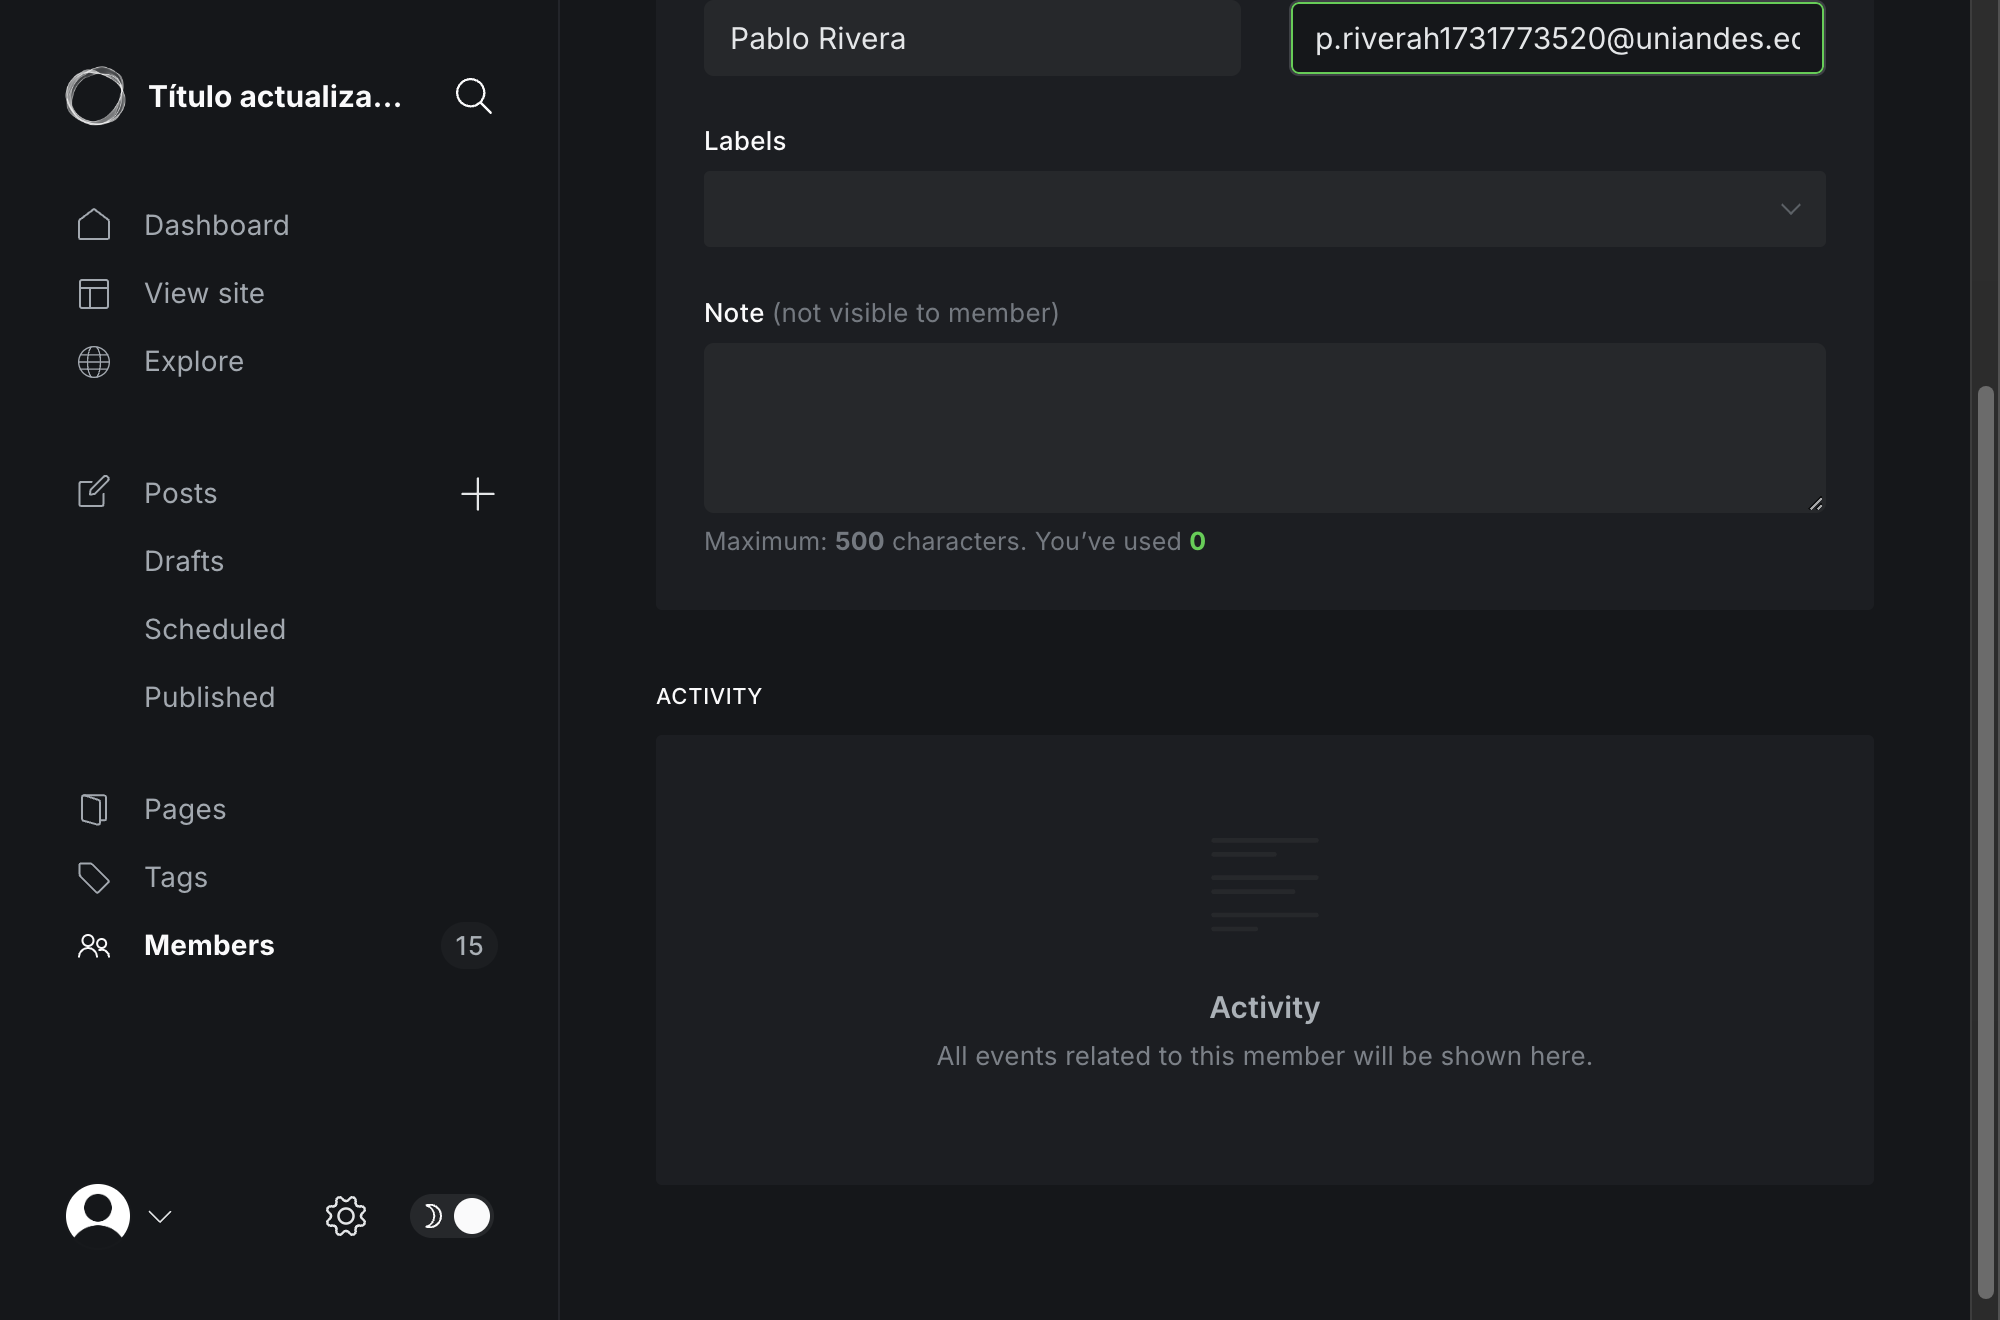 Título actualiza...
Dashboard
View site
Explore
Posts
Drafts
Scheduled
Published
Pages
Tags
Members 15
Pablo Rivera
p.riverah1731773520@uniandes.ec
Labels
Note (not visible to member)
Maximum: 500 characters. You’ve used 0
ACTIVITY
Activity
All events related to this member will be shown here.